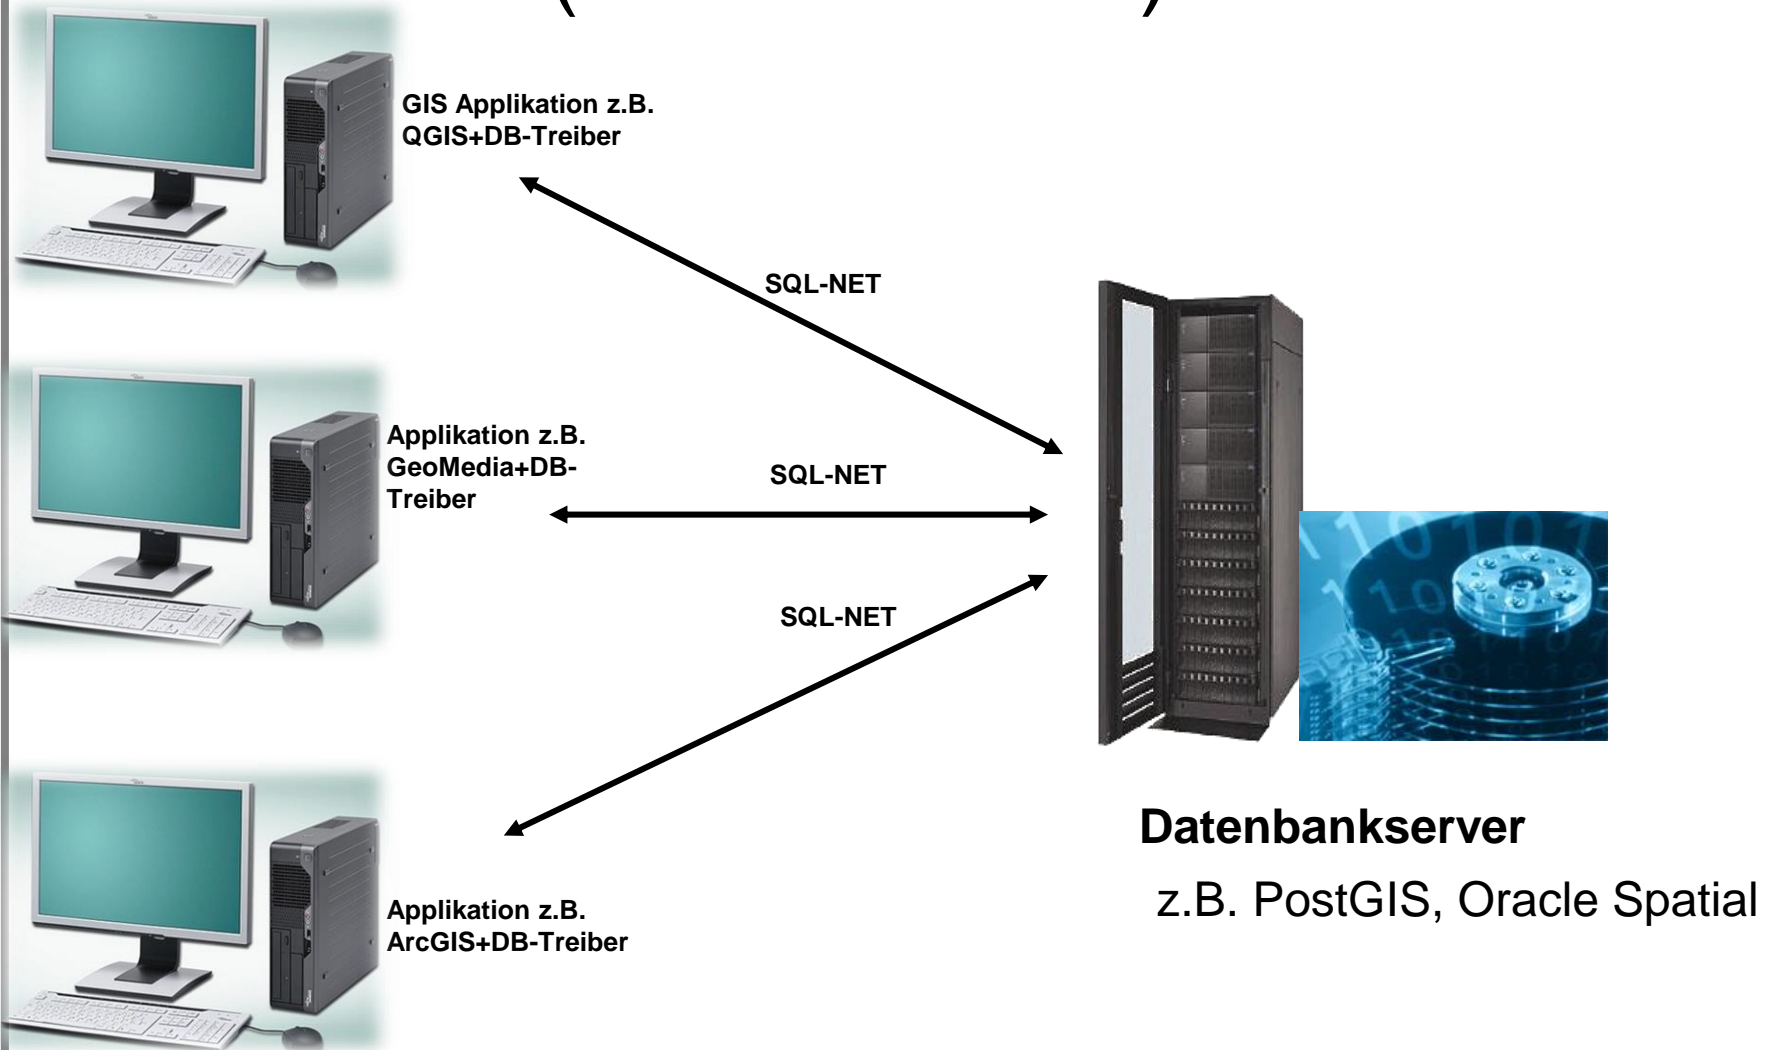 GIS Applikation z.B.
QGIS+DB-Treiber
SQL-NET
Applikation z.B.
GeoMedia+DB-
Treiber
SQL-NET
SQL-NET
Applikation z.B.
ArcGIS+DB-Treiber
Datenbankserver
z.B. PostGIS, Oracle Spatial